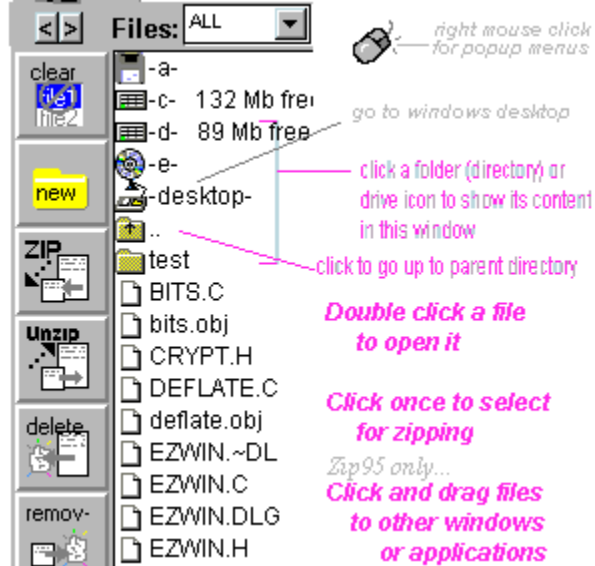 < >
Files: ALL
right mouse click
for popup menus
clear
file1
file2
-a-
-c- 132 Mb free
-d- 89 Mb free
go to windows desktop
-e-
click a folder (directory) or
drive icon to show its content
in this window
new
-desktop-
..
click to go up to parent directory
ZIP
test
BITS.C
Double click a file
to open it
bits.obj
Unzip
CRYPT.H
DEFLATE.C
Click once to select
for zipping
delete
deflate.obj
EZWIN.~DL
Zip95 only...
EZWIN.C
Click and drag files
to other windows
or applications
remov-
EZWIN.DLG
EZWIN.H